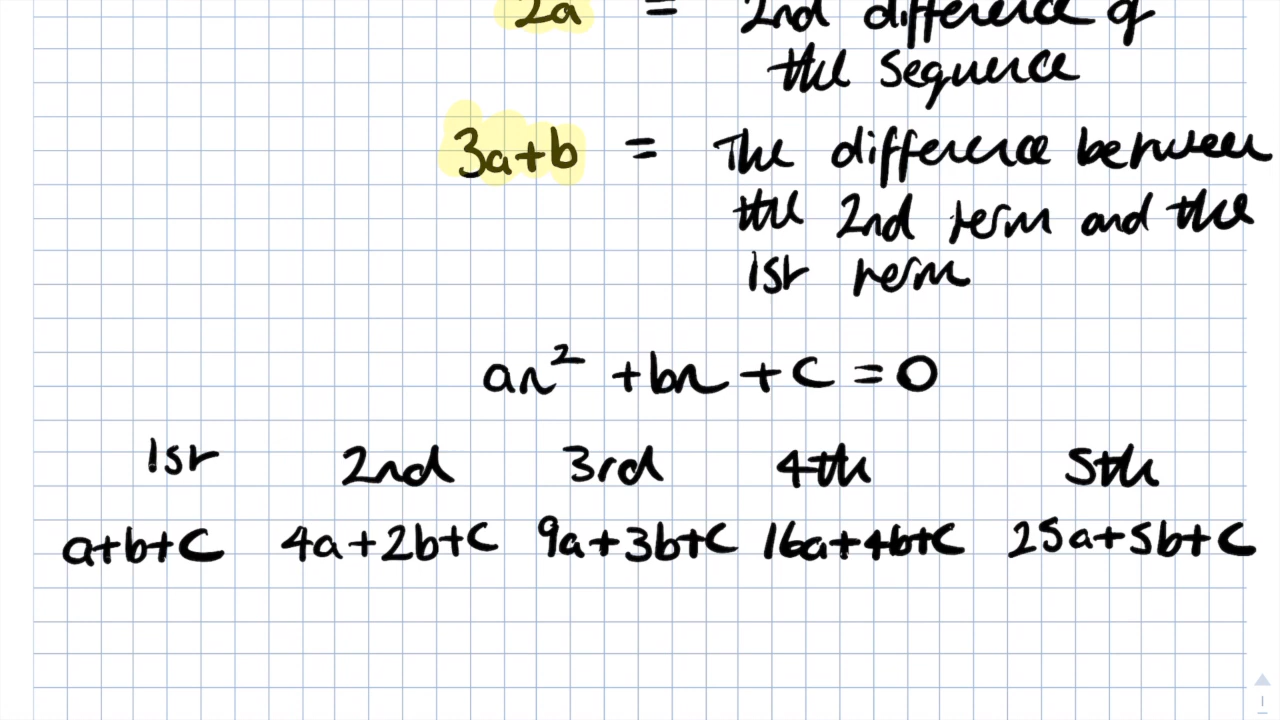 2a = 2nd difference of
the sequence
3a+b = The difference between
the 2nd term and the
1st term
an² + bn + c = 0
1st 2nd 3rd 4th 5th
a+b+c 4a+2b+c 9a+3b+c 16a+4b+c 25a+5b+c
1